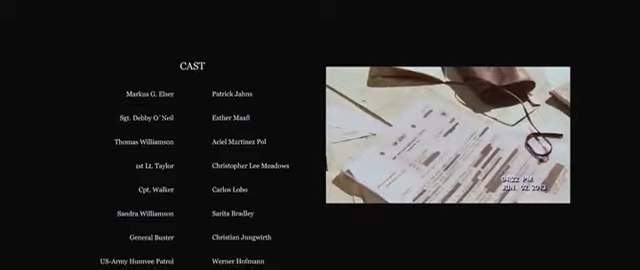 CAST
Markus G. Elser Patrick Jahns
Sgt. Debby O´Neil Esther Maaß
Thomas Williamson Aciel Martinez Pol
1st Lt. Taylor Christopher Lee Meadows
Cpt. Walker Carlos Lobo
Sandra Williamson Sarita Bradley
General Buster Christian Jungwirth
US-Army Humvee Patrol Werner Hofmann
04:22 PM
JUN. 02, 2013